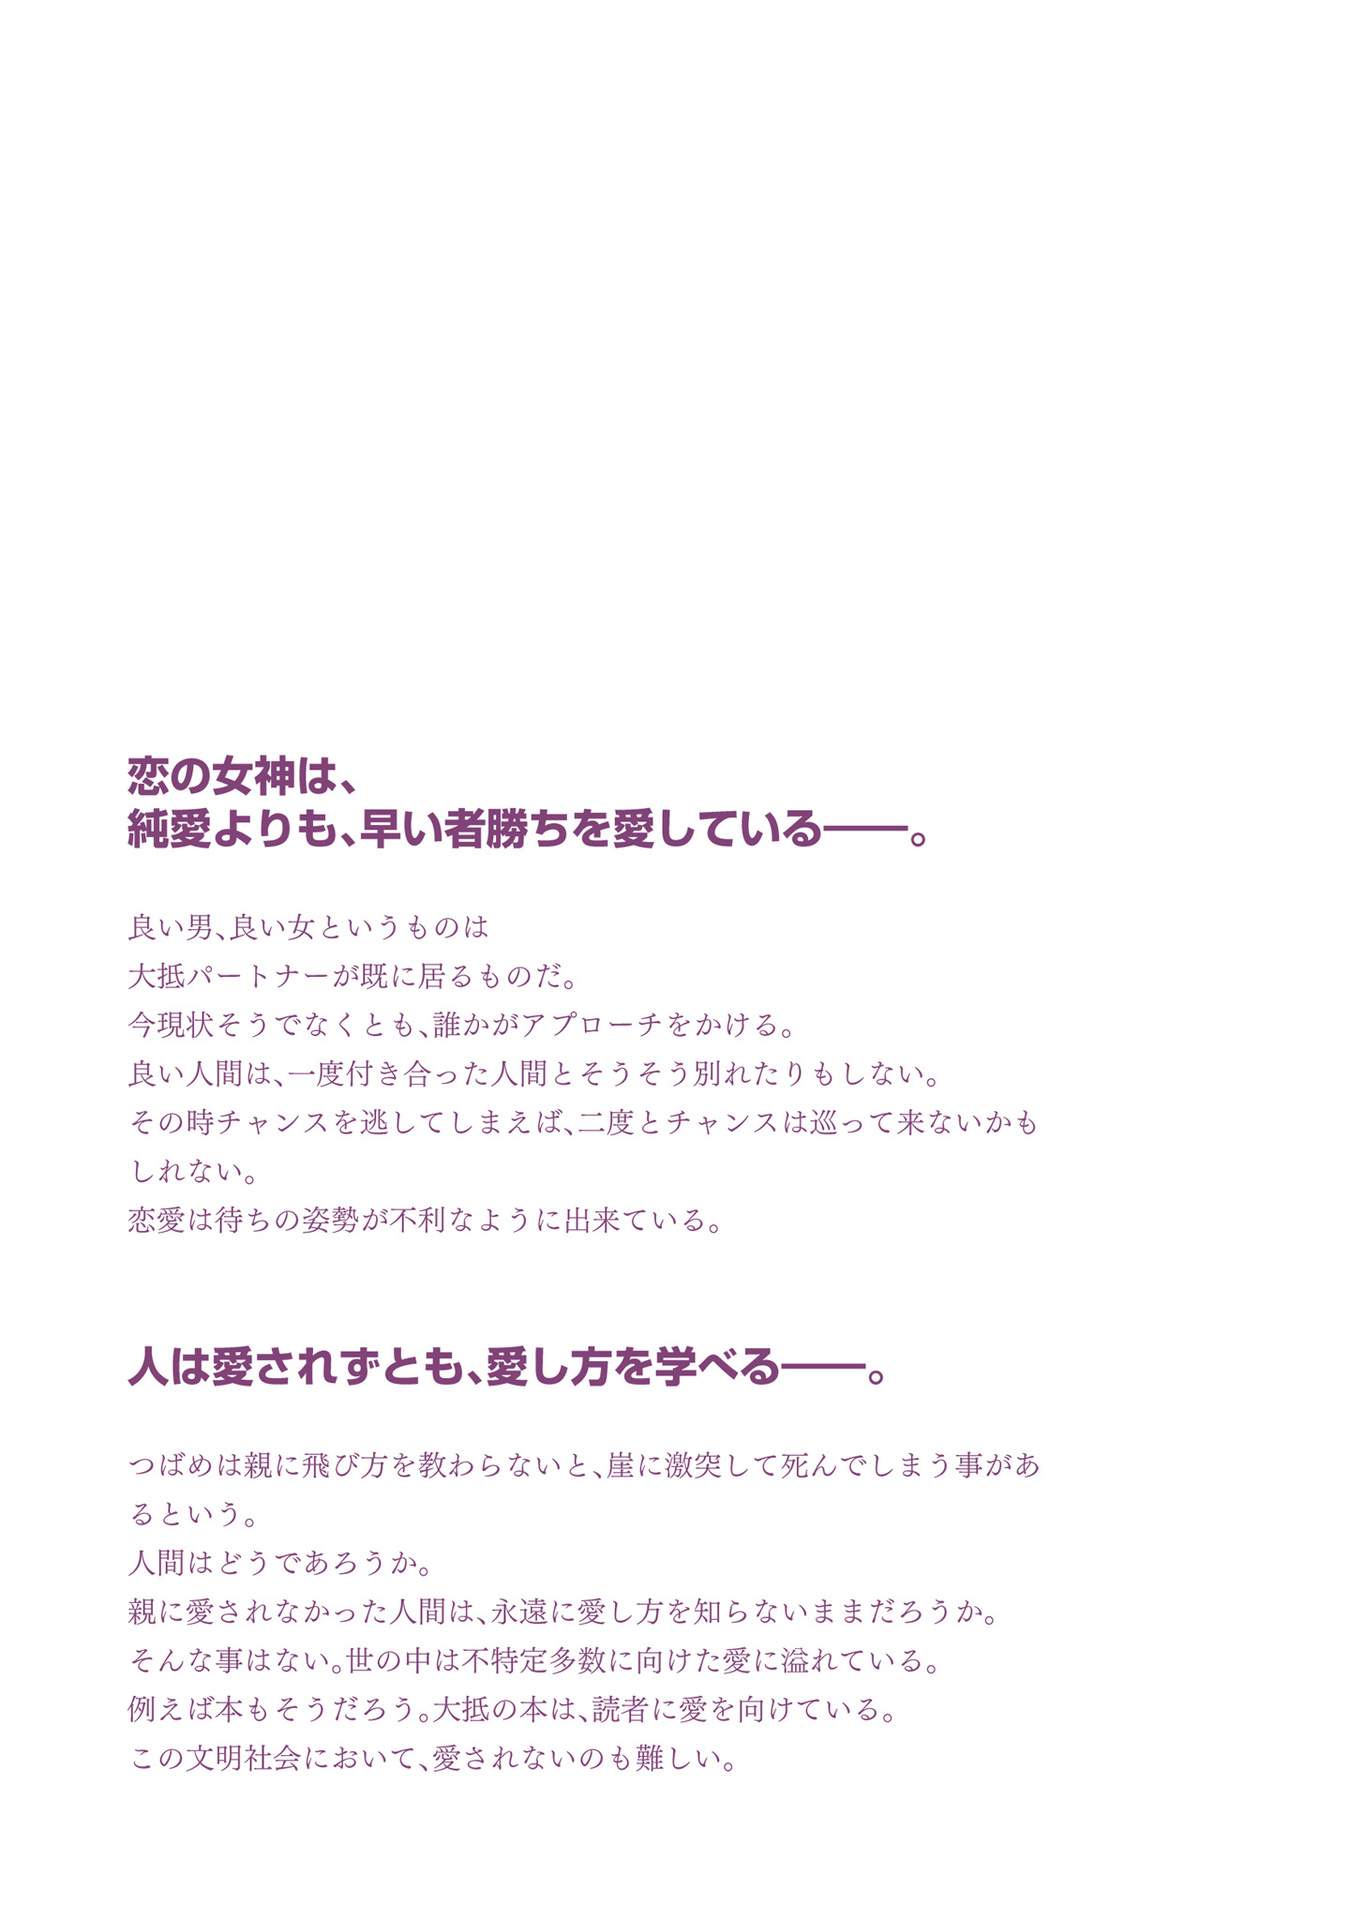 恋の女神は、
純愛よりも、早い者勝ちを愛している――。
良い男、良い女というものは
大抵パートナーが既に居るものだ。
今現状そうでなくとも、誰かがアプローチをかける。
良い人間は、一度付き合った人間とそうそう別れたりもしない。
その時チャンスを逃してしまえば、二度とチャンスは巡って来ないかも
しれない。
恋愛は待ちの姿勢が不利なように出来ている。
人は愛されずとも、愛し方を学べる――。
つばめは親に飛び方を教わらないと、崖に激突して死んでしまう事があ
るという。
人間はどうであろうか。
親に愛されなかった人間は、永遠に愛し方を知らないままだろうか。
そんな事はない。世の中は不特定多数に向けた愛に溢れている。
例えば本もそうだろう。大抵の本は、読者に愛を向けている。
この文明社会において、愛されないのも難しい。